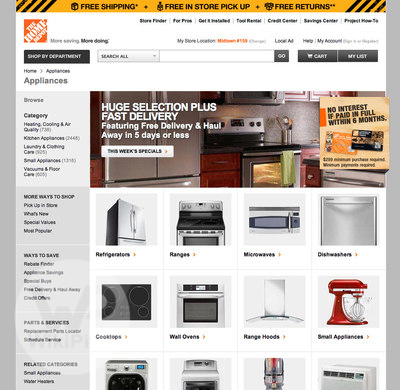 FREE SHIPPING* + FREE IN STORE PICK UP + FREE RETURNS**
THE HOME DEPOT
More saving. More doing.™
Store Finder | For Pros | Get It Installed | Tool Rental | Credit Center | Savings Center | Project How-To
My Store Location: Midtown #159 (Change) Local Ad Help | My Account (Sign in or Register)
SHOP BY DEPARTMENT SEARCH ALL GO CART MY LIST
Home > Appliances
Appliances
Browse
Category
Heating, Cooling & Air Quality (738)
Kitchen Appliances (2448)
Laundry & Clothing Care (925)
Small Appliances (1316)
Vacuums & Floor Care (605)
HUGE SELECTION PLUS
FAST DELIVERY
Featuring Free Delivery & Haul
Away in 5 days or less
THIS WEEK'S SPECIALS >
NO INTEREST
IF PAID IN FULL
WITHIN 6 MONTHS.
$299 minimum purchase required.
Minimum payments required.
MORE WAYS TO SHOP
Pick Up In Store
What's New
Special Values
Most Popular
WAYS TO SAVE
Rebate Finder
Appliance Savings
Special Buys
Free Delivery & Haul Away
Credit Offers
PARTS & SERVICES
Replacement Parts Locator
Schedule Service
RELATED CATEGORIES
Small Appliances
Water Heaters
Refrigerators >
Ranges >
Microwaves >
Dishwashers >
Cooktops >
Wall Ovens >
Range Hoods >
Small Appliances >